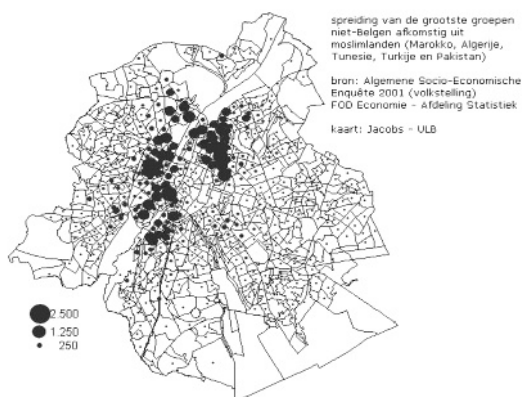 spreiding van de grootste groepen
niet-Belgen afkomstig uit
moslimlanden (Marokko, Algerije,
Tunesie, Turkije en Pakistan)
bron: Algemene Socio-Economische
Enquête 2001 (volkstelling)
FOD Economie - Afdeling Statistiek
kaart: Jacobs - ULB
2.500
1.250
250